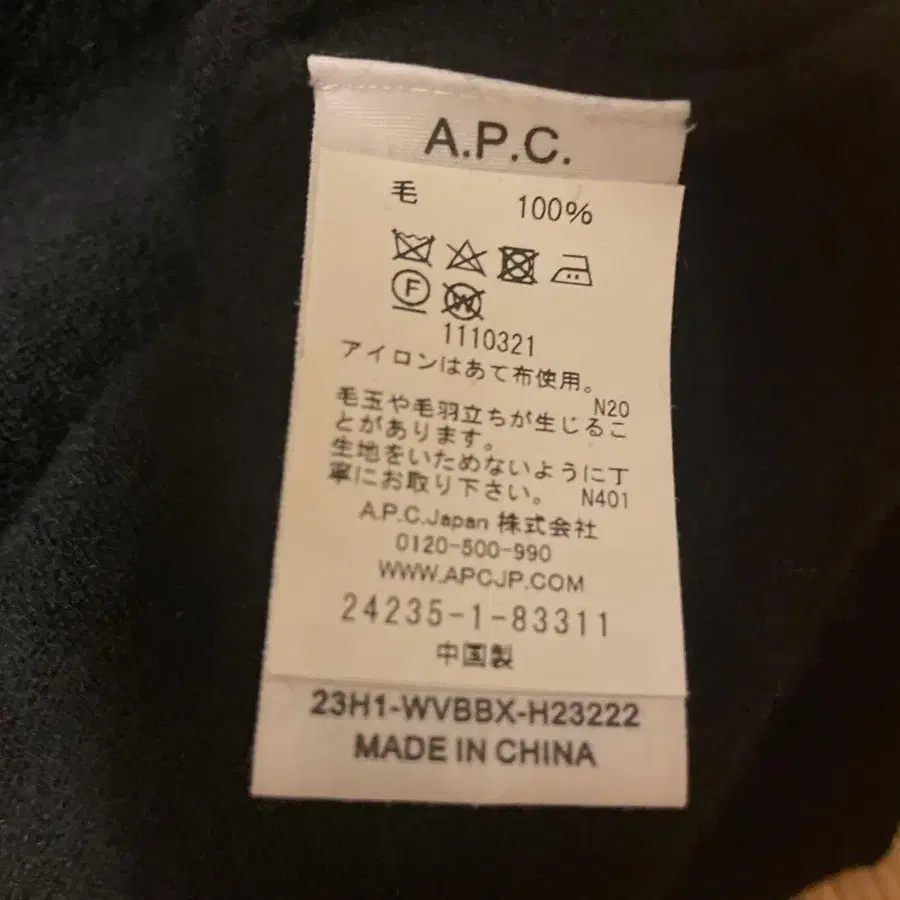 A.P.C.
毛 100%
F W
1110321
アイロンはあて布使用。
N20
毛玉や毛羽立ちが生じるこ
とがあります。
生地をいためないように丁
寧にお取り下さい。 N401
A.P.C.Japan 株式会社
0120-500-990
WWW.APCJP.COM
24235-1-83311
中国製
23H1-WVBBX-H23222
MADE IN CHINA